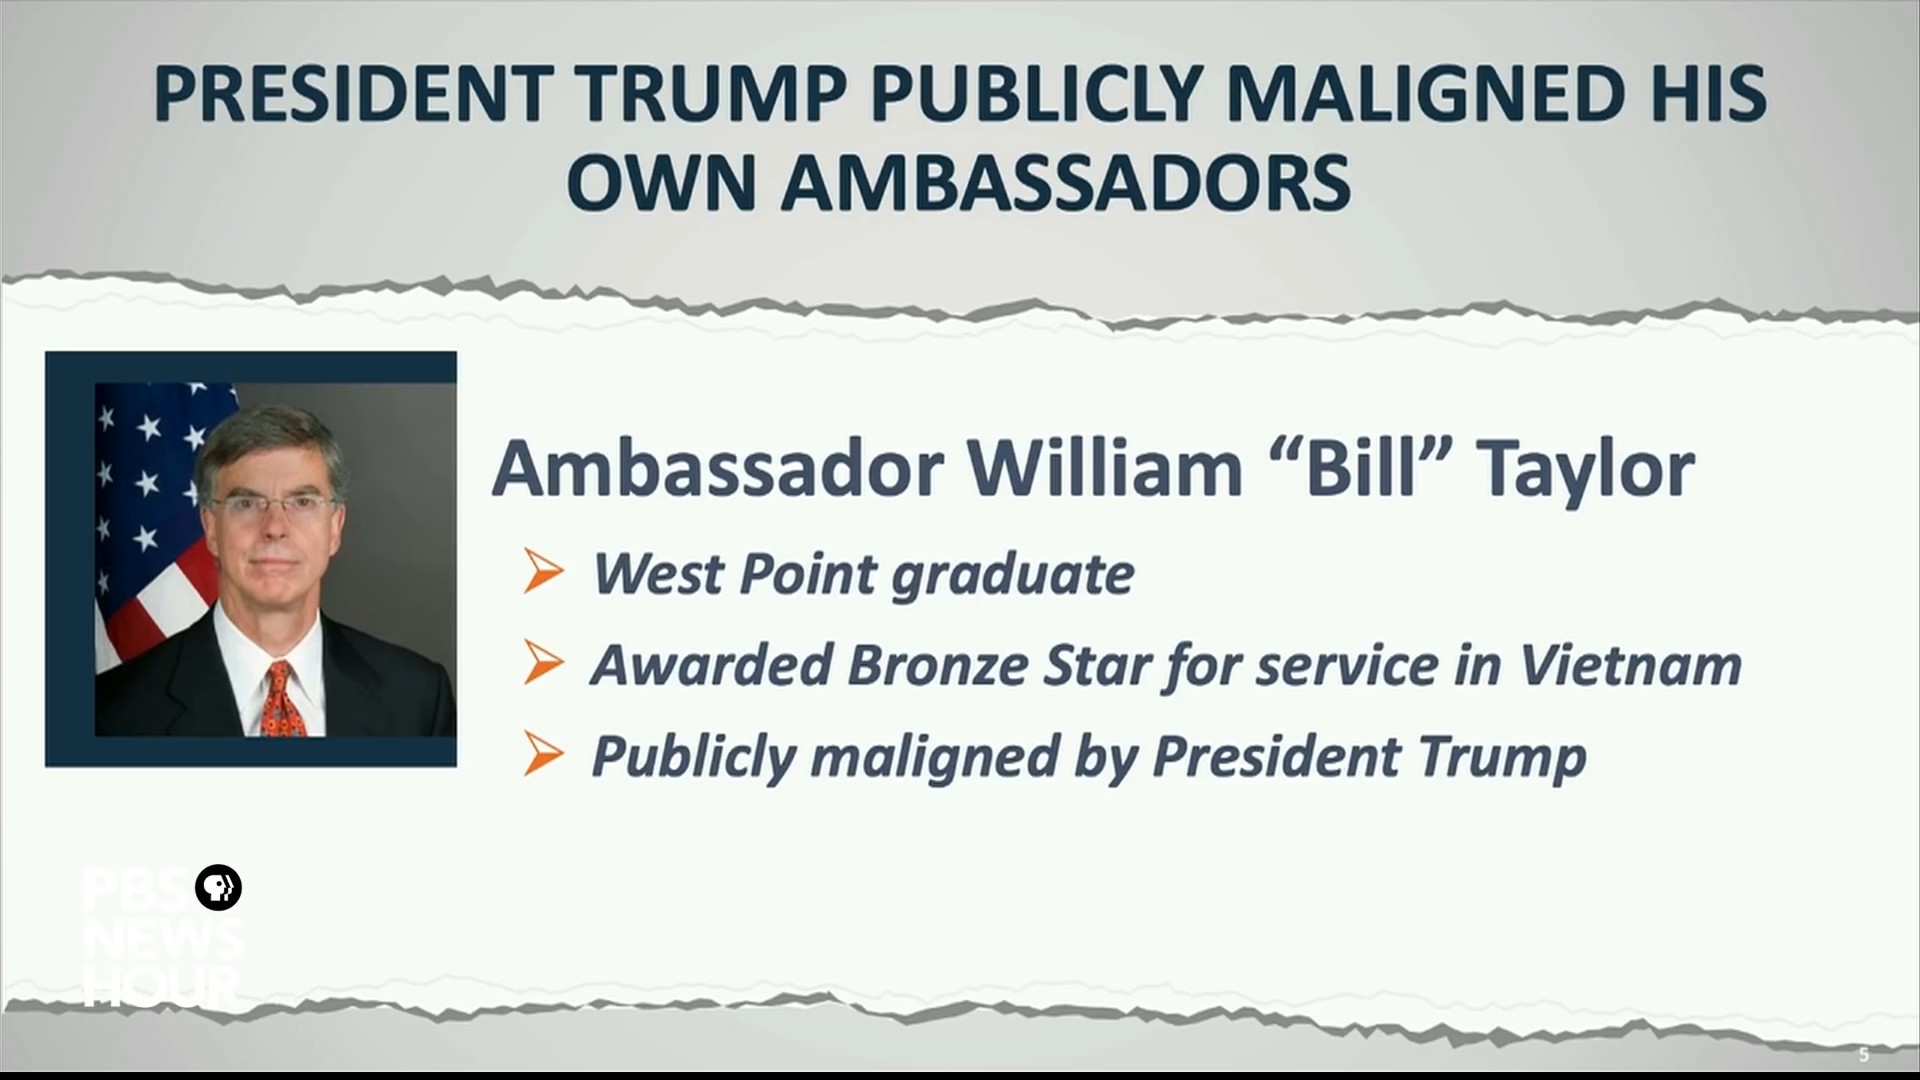 PRESIDENT TRUMP PUBLICLY MALIGNED HIS
OWN AMBASSADORS
Ambassador William “Bill” Taylor
West Point graduate
Awarded Bronze Star for service in Vietnam
Publicly maligned by President Trump
PBS
NEWS
HOUR
5